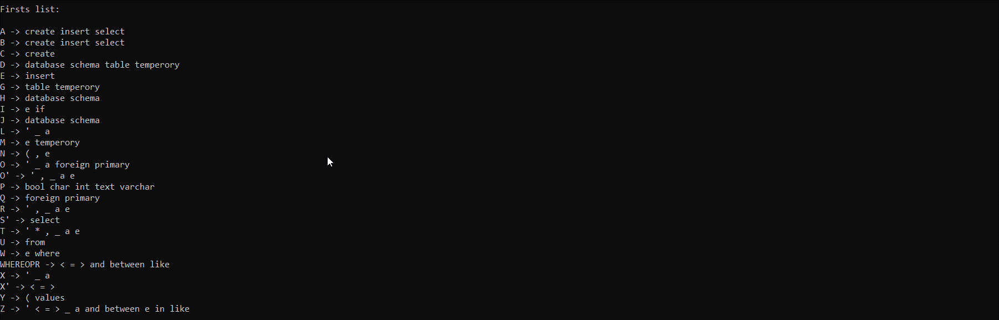 Firsts list:
A -> create insert select
B -> create insert select
C -> create
D -> database schema table temperory
E -> insert
G -> table temperory
H -> database schema
I -> e if
J -> database schema
L -> ' _ a
M -> e temperory
N -> ( , e
O -> ' _ a foreign primary
O' -> ' , _ a e
P -> bool char int text varchar
Q -> foreign primary
R -> ' , _ a e
S' -> select
T -> ' * , _ a e
U -> from
W -> e where
WHEREOPR -> < = > and between like
X -> ' _ a
X' -> < = >
Y -> ( values
Z -> ' < = > _ a and between e in like